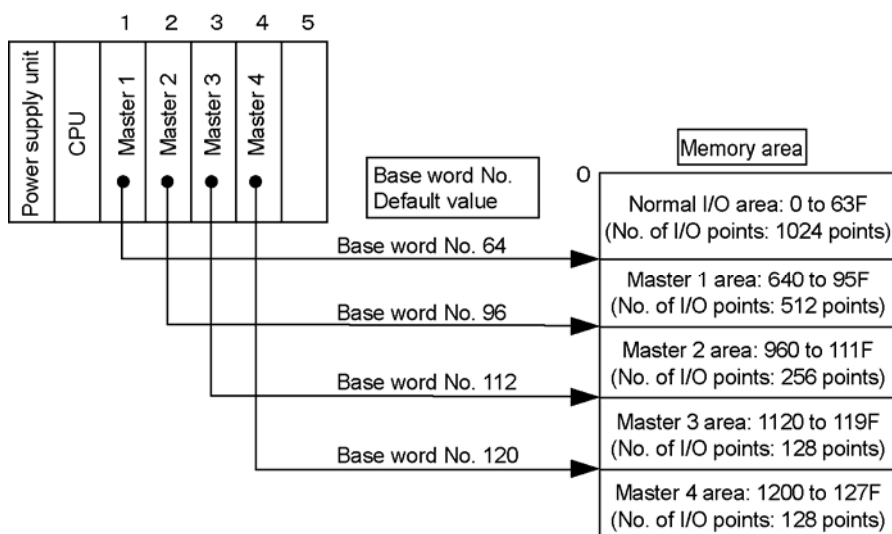 1 2 3 4 5
Power supply unit
CPU
Master 1
Master 2
Master 3
Master 4
Base word No.
Default value
Memory area
0
Normal I/O area: 0 to 63F
(No. of I/O points: 1024 points)
Base word No. 64
Master 1 area: 640 to 95F
(No. of I/O points: 512 points)
Base word No. 96
Master 2 area: 960 to 111F
(No. of I/O points: 256 points)
Base word No. 112
Master 3 area: 1120 to 119F
(No. of I/O points: 128 points)
Base word No. 120
Master 4 area: 1200 to 127F
(No. of I/O points: 128 points)